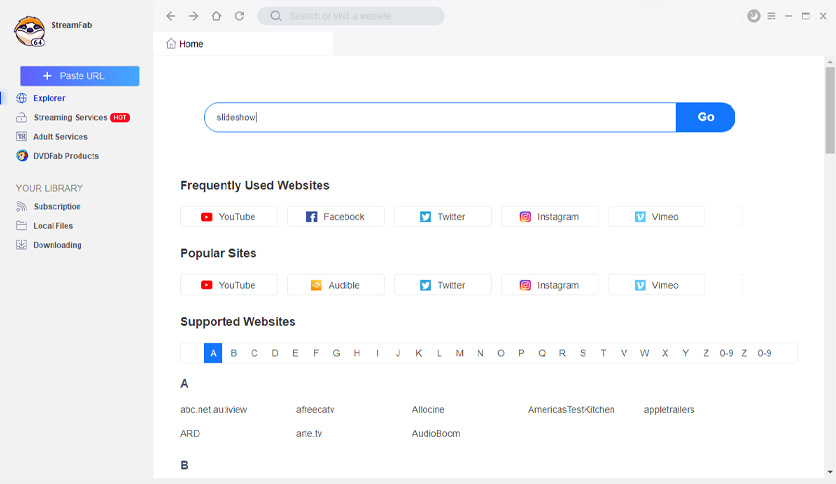 StreamFab
64
Search or visit a website
Home
Paste URL
Explorer
Streaming Services HOT
18 Adult Services
DVDFab Products
YOUR LIBRARY
Subscription
Local Files
Downloading
slideshow
Go
Frequently Used Websites
YouTube Facebook Twitter Instagram Vimeo
Popular Sites
YouTube Audible Twitter Instagram Vimeo
Supported Websites
A B C D E F G H I J K L M N O P Q R S T V W X Y Z 0-9 Z 0-9
A
abc.net.au:iview afreecatv Allocine AmericasTestKitchen appletrailers
ARD arte.tv AudioBoom
B